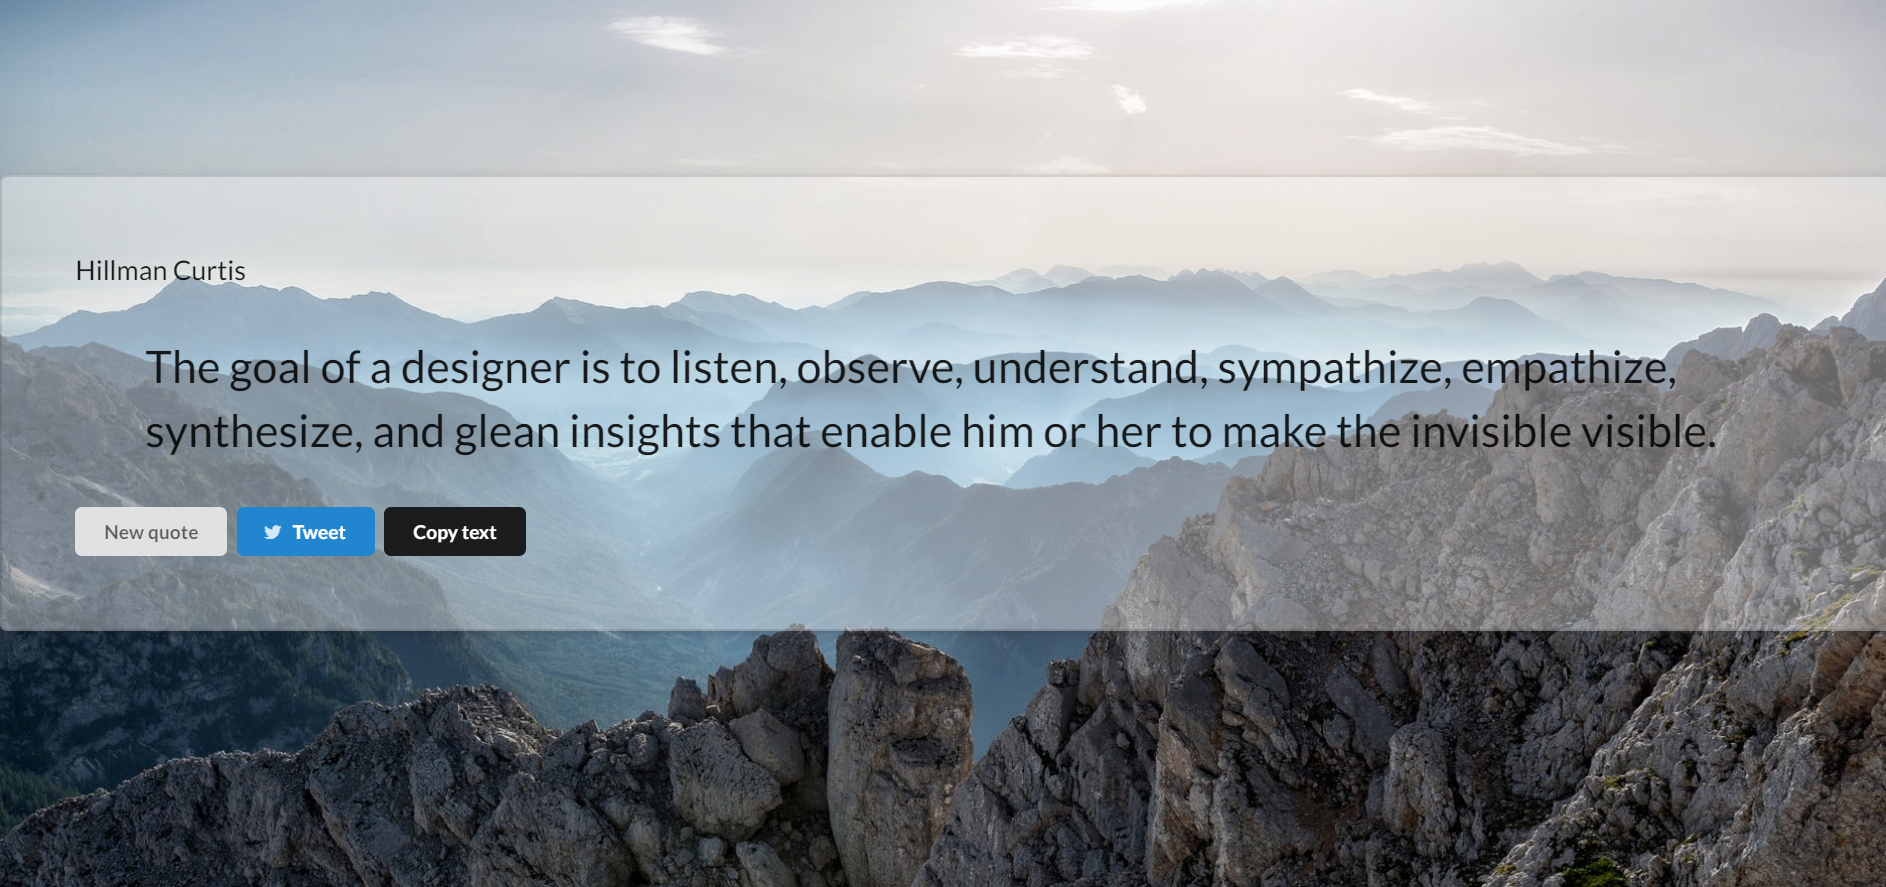 Hillman Curtis
The goal of a designer is to listen, observe, understand, sympathize, empathize,
synthesize, and glean insights that enable him or her to make the invisible visible.
New quote
Tweet
Copy text